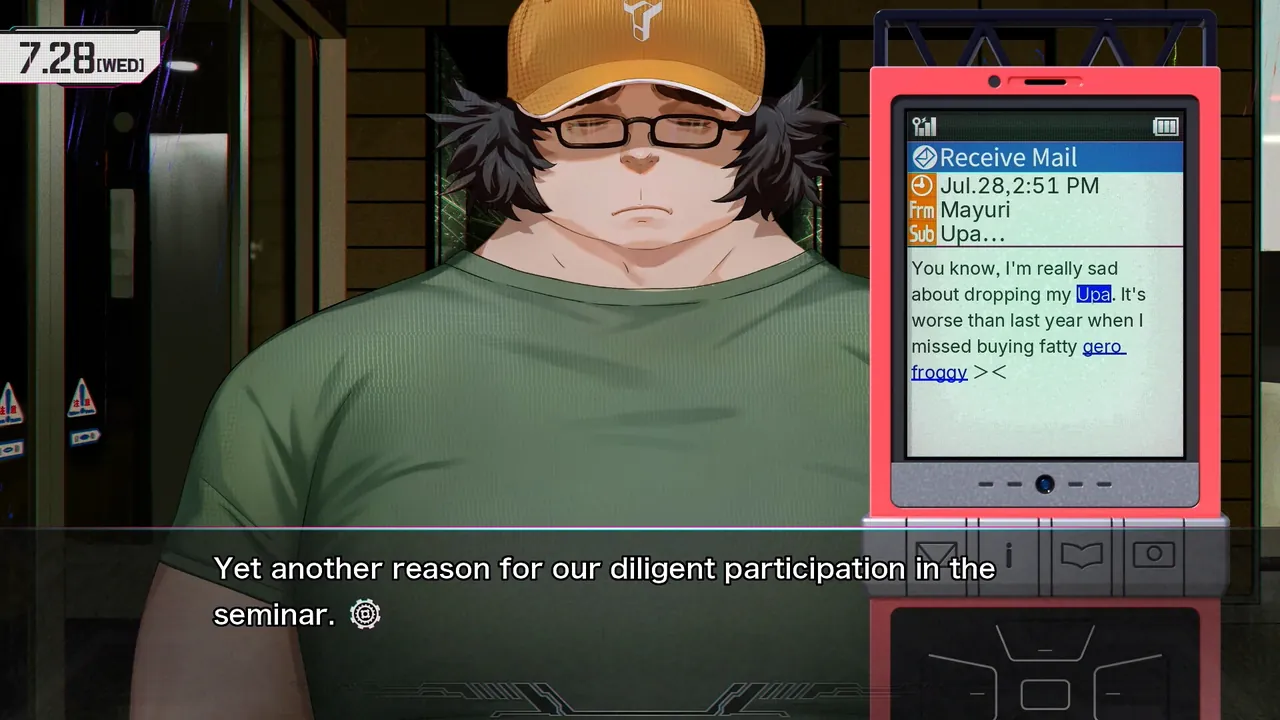 7.28[WED]
Receive Mail
Jul.28,2:51 PM
Frm Mayuri
Sub Upa...
You know, I'm really sad
about dropping my Upa. It's
worse than last year when I
missed buying fatty gero
froggy ><
Yet another reason for our diligent participation in the
seminar.